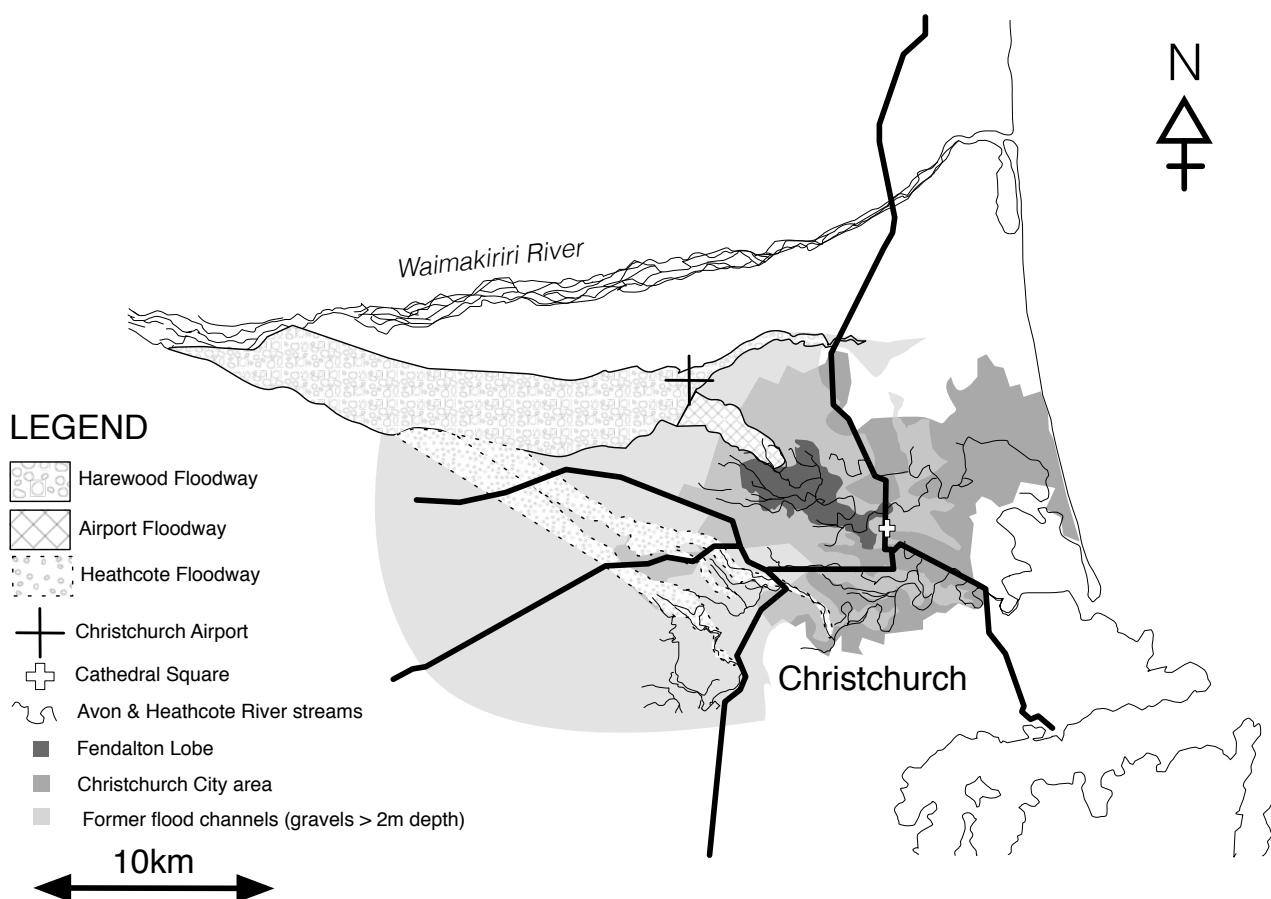 N
Waimakiriri River
LEGEND
Harewood Floodway
Airport Floodway
Heathcote Floodway
Christchurch Airport
Cathedral Square
Christchurch
Avon & Heathcote River streams
Fendalton Lobe
Christchurch City area
Former flood channels (gravels > 2m depth)
10km